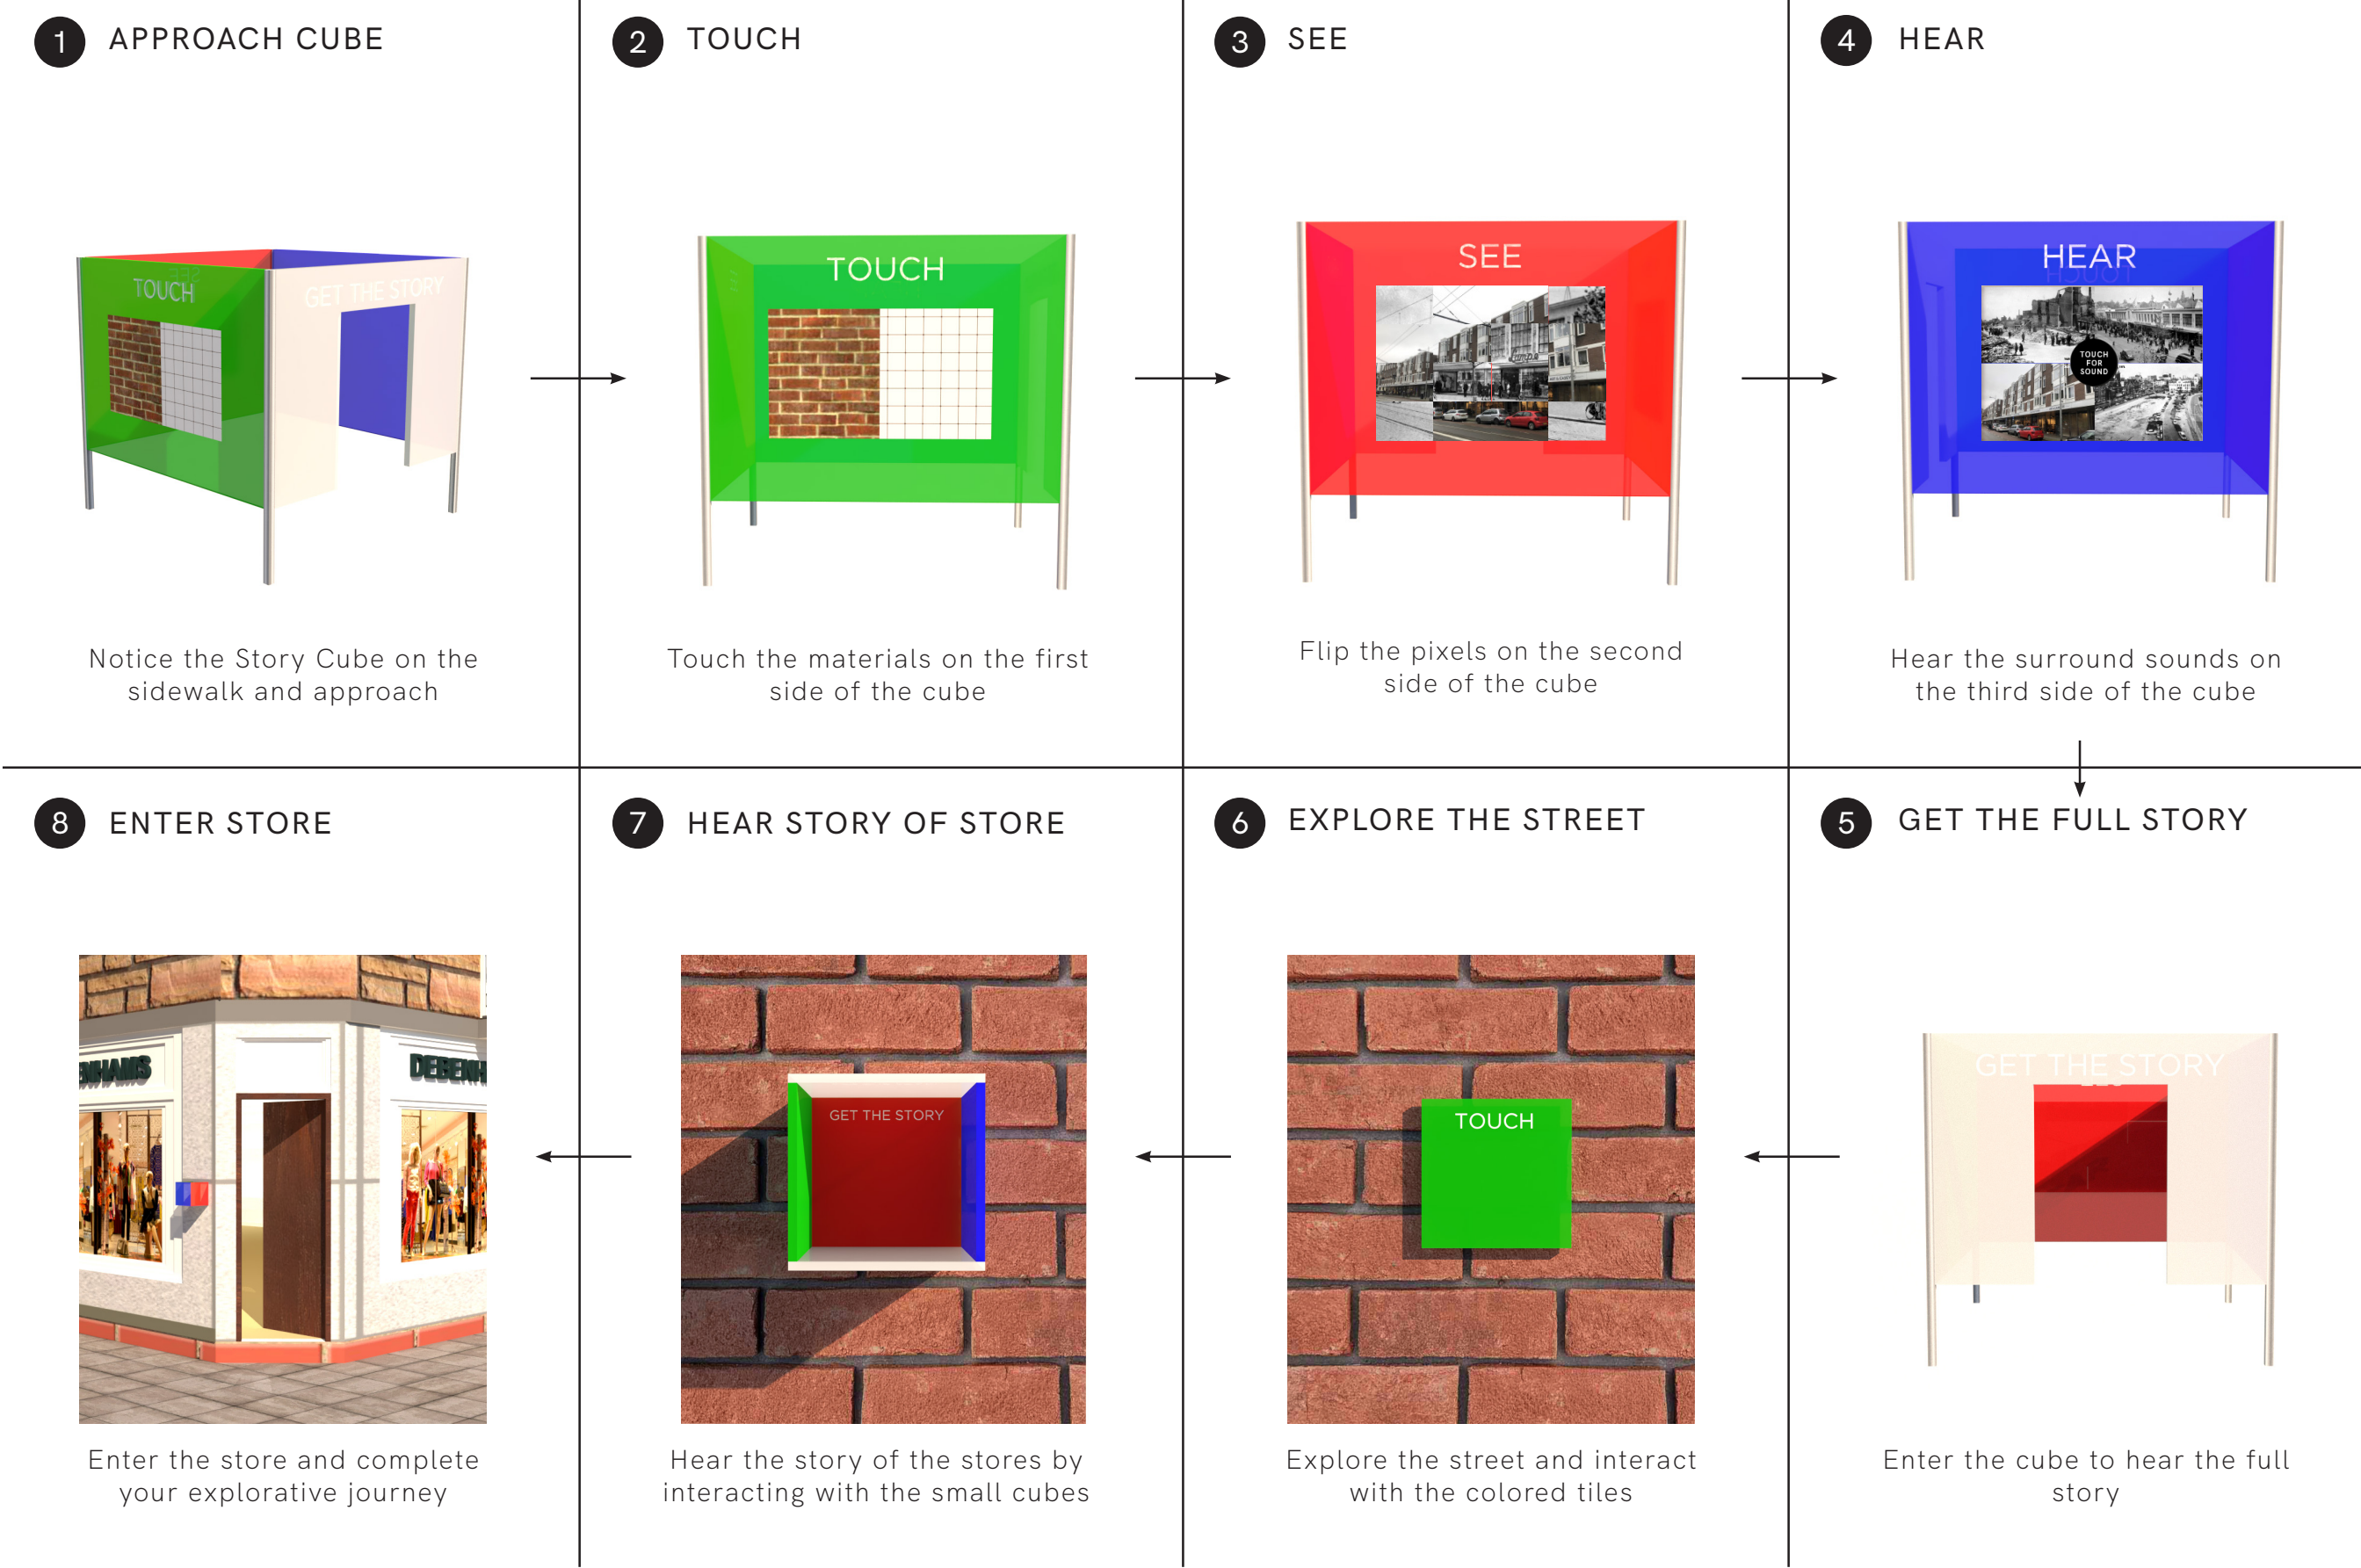 1 APPROACH CUBE
TOUCH
GET THE STORY
Notice the Story Cube on the
sidewalk and approach
2 TOUCH
TOUCH
Touch the materials on the first
side of the cube
3 SEE
SEE
Flip the pixels on the second
side of the cube
4 HEAR
HEAR
TOUCH
FOR
SOUND
Hear the surround sounds on
the third side of the cube
5 GET THE FULL STORY
GET THE STORY
Enter the cube to hear the full
story
6 EXPLORE THE STREET
TOUCH
Explore the street and interact
with the colored tiles
7 HEAR STORY OF STORE
GET THE STORY
Hear the story of the stores by
interacting with the small cubes
8 ENTER STORE
ENHAMS
DEBENH
Enter the store and complete
your explorative journey